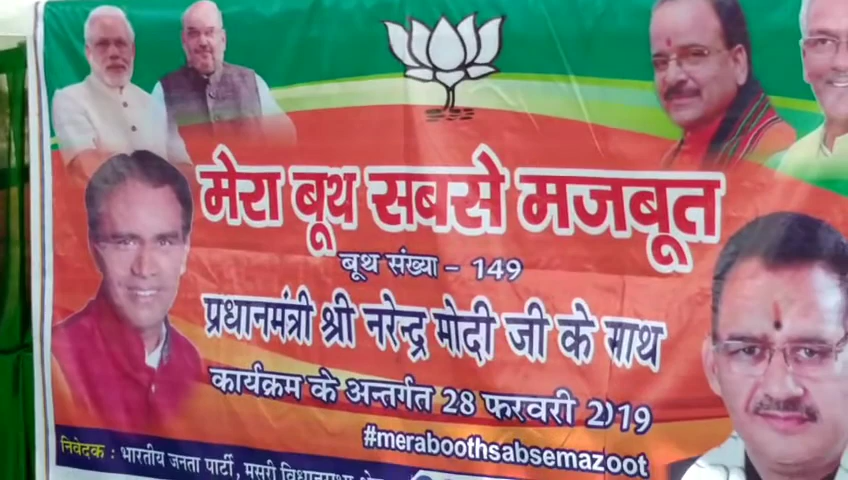 मेरा बूथ सबसे मजबूत
बूथ संख्या - 149
प्रधानमंत्री श्री नरेन्द्र मोदी जी के साथ
कार्यक्रम के अन्तर्गत 28 फरवरी 2019
#meraboothsabsemazoot
निवेदक : भारतीय जनता पार्टी, मसूरी विधानसभा